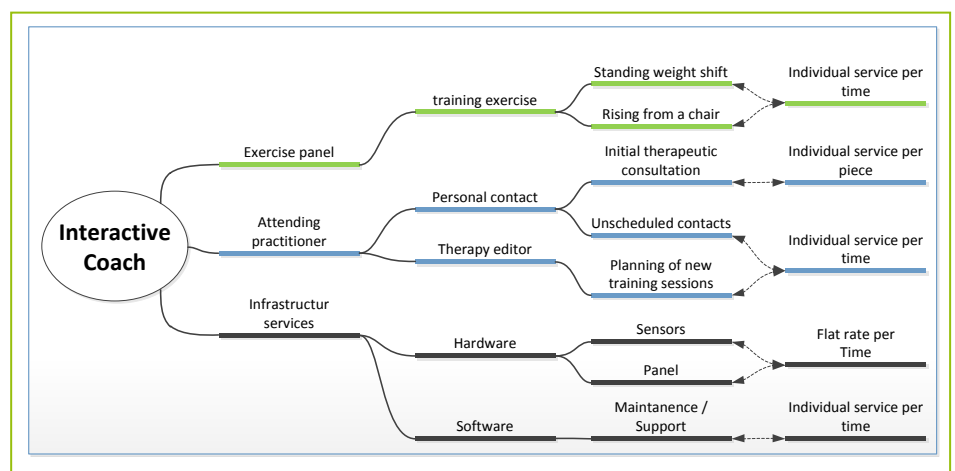 Interactive
Coach
Exercise panel
training exercise
Standing weight shift
Rising from a chair
Individual service per
time
Attending
practitioner
Personal contact
Initial therapeutic
consultation
Individual service per
piece
Unscheduled contacts
Therapy editor
Planning of new
training sessions
Individual service per
time
Infrastructur
services
Hardware
Sensors
Panel
Flat rate per
Time
Software
Maintanence /
Support
Individual service per
time